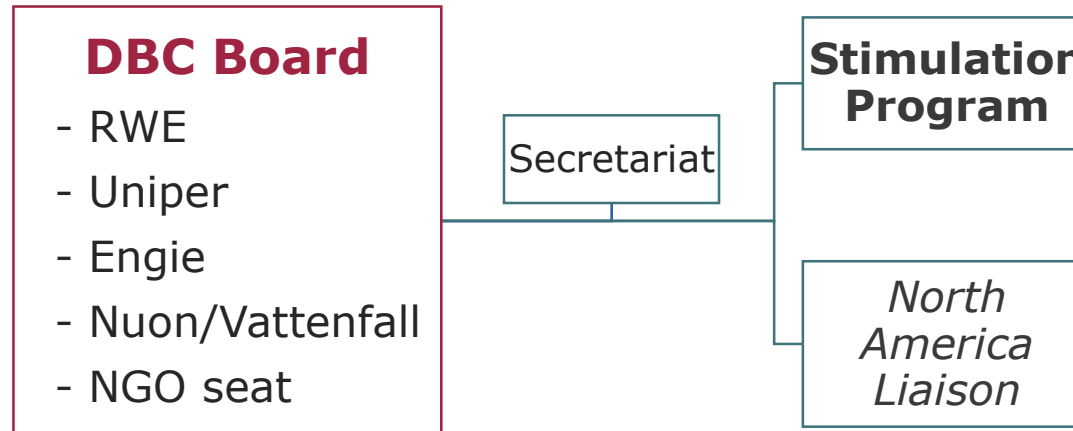 DBC Board
- RWE
- Uniper
- Engie
- Nuon/Vattenfall
- NGO seat
Secretariat
Stimulation
Program
North
America
Liaison